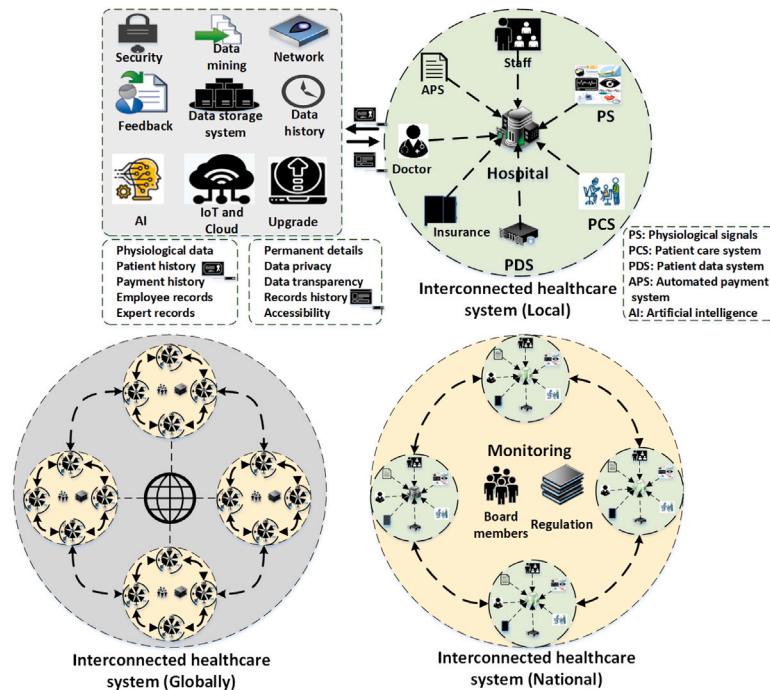 Security
Data
mining
Network
Feedback
Data storage
system
Data
history
AI
IoT and
Cloud
Upgrade
Staff
APS
PS
Doctor
Hospital
Insurance
PCS
PDS
Interconnected healthcare
system (Local)
Physiological data
Patient history
Payment history
Employee records
Expert records
Permanent details
Data privacy
Data transparency
Records history
Accessibility
PS: Physiological signals
PCS: Patient care system
PDS: Patient data system
APS: Automated payment
system
AI: Artificial intelligence
Interconnected healthcare
system (Globally)
Monitoring
Board
members
Regulation
Interconnected healthcare
system (National)